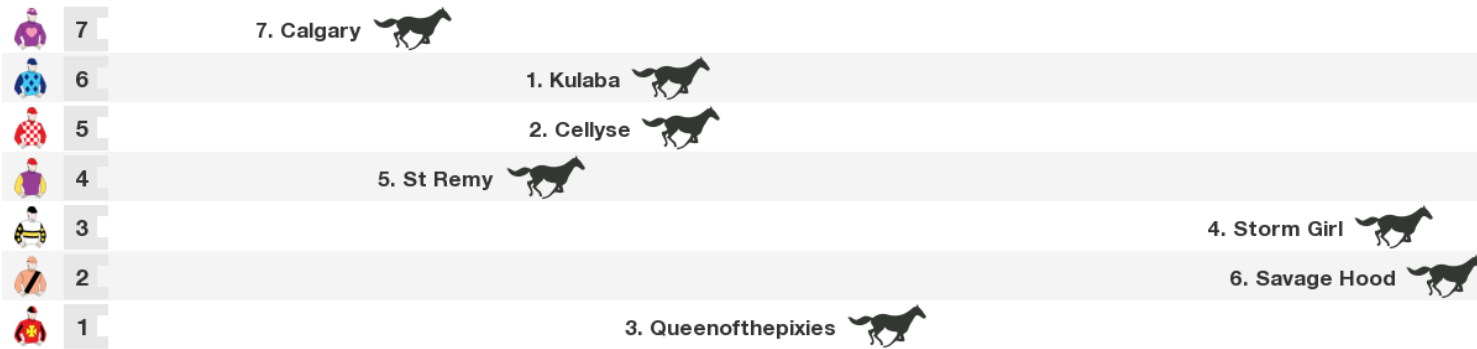 7 7. Calgary
6 1. Kulaba
5 2. Cellyse
4 5. St Remy
3 4. Storm Girl
2 6. Savage Hood
1 3. Queenofthepixies